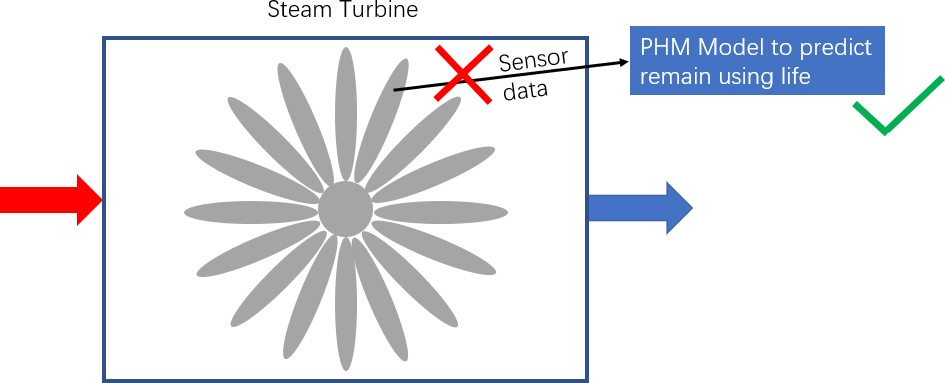 Steam Turbine
Sensor
data
PHM Model to predict
remain using life